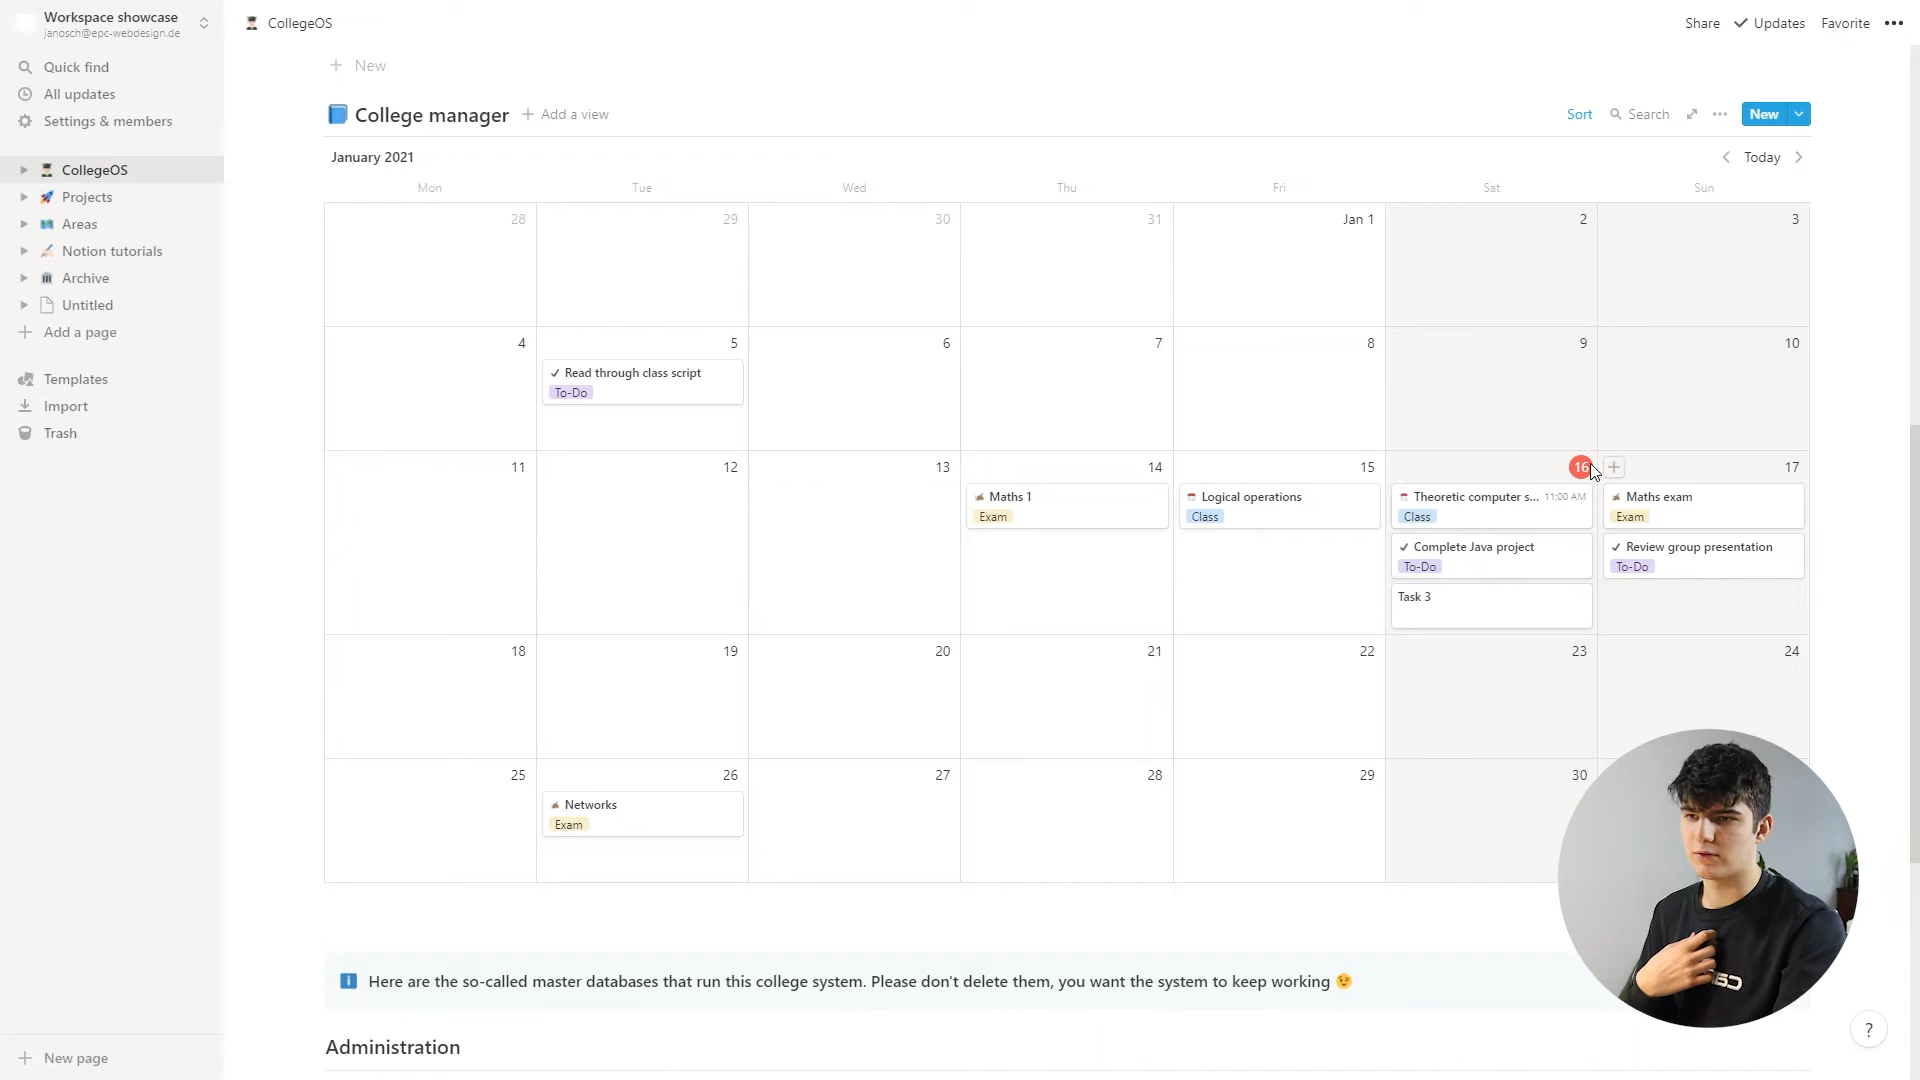 Workspace showcase
janosch@epc-webdesign.de
Quick find
All updates
Settings & members
CollegeOS
Projects
Areas
Notion tutorials
Archive
Untitled
Add a page
Templates
Import
Trash
New page
CollegeOS
Share
Updates
Favorite
New
College manager
Add a view
Sort
Search
New
January 2021
Today
Mon Tue Wed Thu Fri Sat Sun
28 29 30 31 Jan 1 2 3
4 5 6 7 8 9 10
Read through class script
To-Do
11 12 13 14 15 16 17
Maths 1
Exam
Logical operations
Class
Theoretic computer s... 11:00 AM
Class
Complete Java project
To-Do
Task 3
Maths exam
Exam
Review group presentation
To-Do
18 19 20 21 22 23 24
25 26 27 28 29 30
Networks
Exam
Here are the so-called master databases that run this college system. Please don't delete them, you want the system to keep working 😉
Administration
?